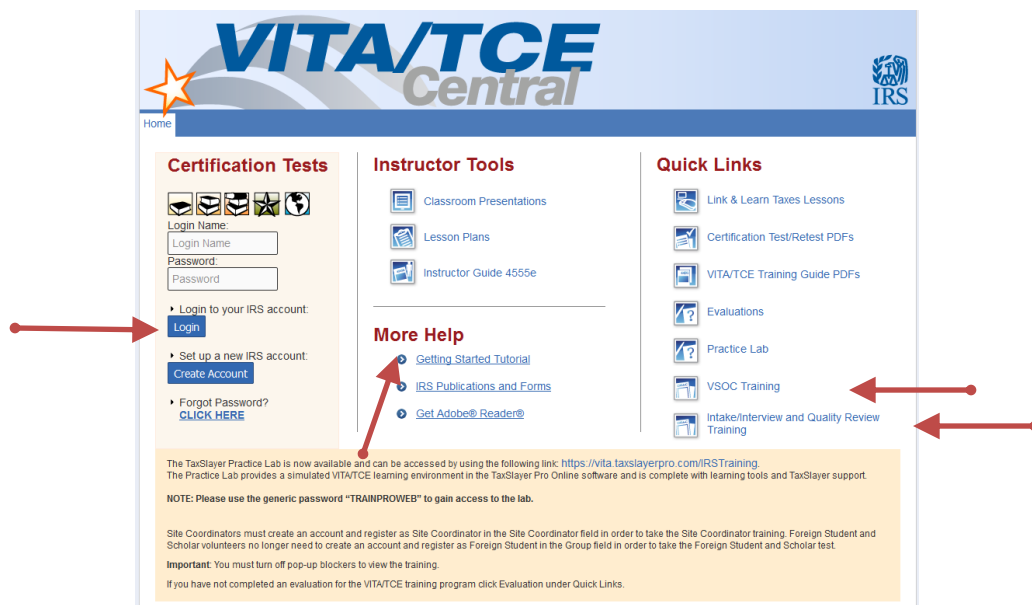 VITA/TCE
Central
IRS
Home
Certification Tests
Login Name:
Login Name
Password:
Password
Login to your IRS account:
Login
Set up a new IRS account:
Create Account
Forgot Password?
CLICK HERE
Instructor Tools
Classroom Presentations
Lesson Plans
Instructor Guide 4555e
More Help
Getting Started Tutorial
IRS Publications and Forms
Get Adobe® Reader®
Quick Links
Link & Learn Taxes Lessons
Certification Test/Retest PDFs
VITA/TCE Training Guide PDFs
Evaluations
Practice Lab
VSOC Training
Intake/Interview and Quality Review
Training
The TaxSlayer Practice Lab is now available and can be accessed by using the following link: https://vita.taxslayerpro.com/IRSTraining.
The Practice Lab provides a simulated VITA/TCE learning environment in the TaxSlayer Pro Online software and is complete with learning tools and TaxSlayer support.
NOTE: Please use the generic password “TRAINPROWEB” to gain access to the lab.
Site Coordinators must create an account and register as Site Coordinator in the Site Coordinator field in order to take the Site Coordinator training. Foreign Student and
Scholar volunteers no longer need to create an account and register as Foreign Student in the Group field in order to take the Foreign Student and Scholar test.
Important: You must turn off pop-up blockers to view the training.
If you have not completed an evaluation for the VITA/TCE training program click Evaluation under Quick Links.